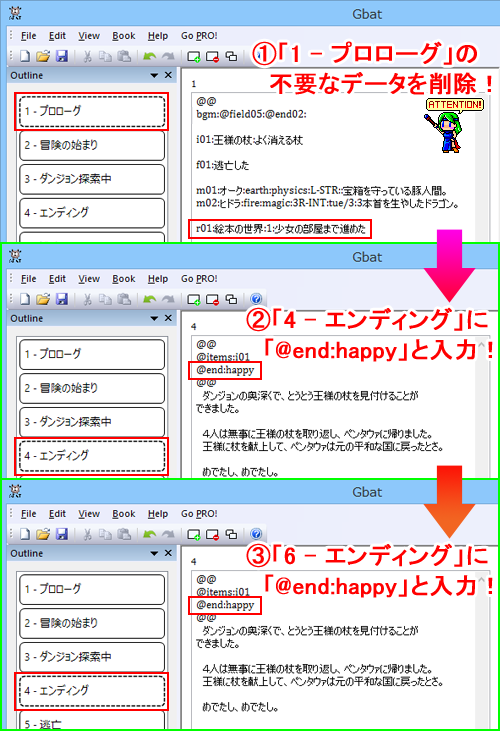 Gbat
File Edit View Book Help Go PRO!
①「1 − プロローグ」の
不要なデータを削除！
ATTENTION!
Outline
1 - プロローグ
2 - 冒険の始まり
3 - ダンジョン探索中
4 - エンディング
1
@@
bgm:@field05:@end02:
i01:王様の杖:よく消える杖
f01:逃亡した
m01:オーク:earth:physics:L-STR::宝箱を守っている豚人間。
m02:ヒドラ:fire:magic:3R-INT:tue/3:3本首を生やしたドラゴン。
r01:絵本の世界:1:少女の部屋まで進めた
Gbat
File Edit View Book Help Go PRO!
②「4 − エンディング」に
「@end:happy」と入力！
Outline
1 - プロローグ
2 - 冒険の始まり
3 - ダンジョン探索中
4 - エンディング
4
@@
@items:i01
@end:happy
@@
ダンジョンの奥深くで、とうとう王様の杖を見付けることが
できました。
4人は無事に王様の杖を取り返し、ペンタウァに帰りました。
王様に杖を献上して、ペンタウァは元の平和な国に戻ったとさ。
めでたし、めでたし。
Gbat
File Edit View Book Help Go PRO!
③「6 − エンディング」に
「@end:happy」と入力！
Outline
1 - プロローグ
2 - 冒険の始まり
3 - ダンジョン探索中
4 - エンディング
5 - 逃亡
4
@@
@items:i01
@end:happy
@@
ダンジョンの奥深くで、とうとう王様の杖を見付けることが
できました。
4人は無事に王様の杖を取り返し、ペンタウァに帰りました。
王様に杖を献上して、ペンタウァは元の平和な国に戻ったとさ。
めでたし、めでたし。